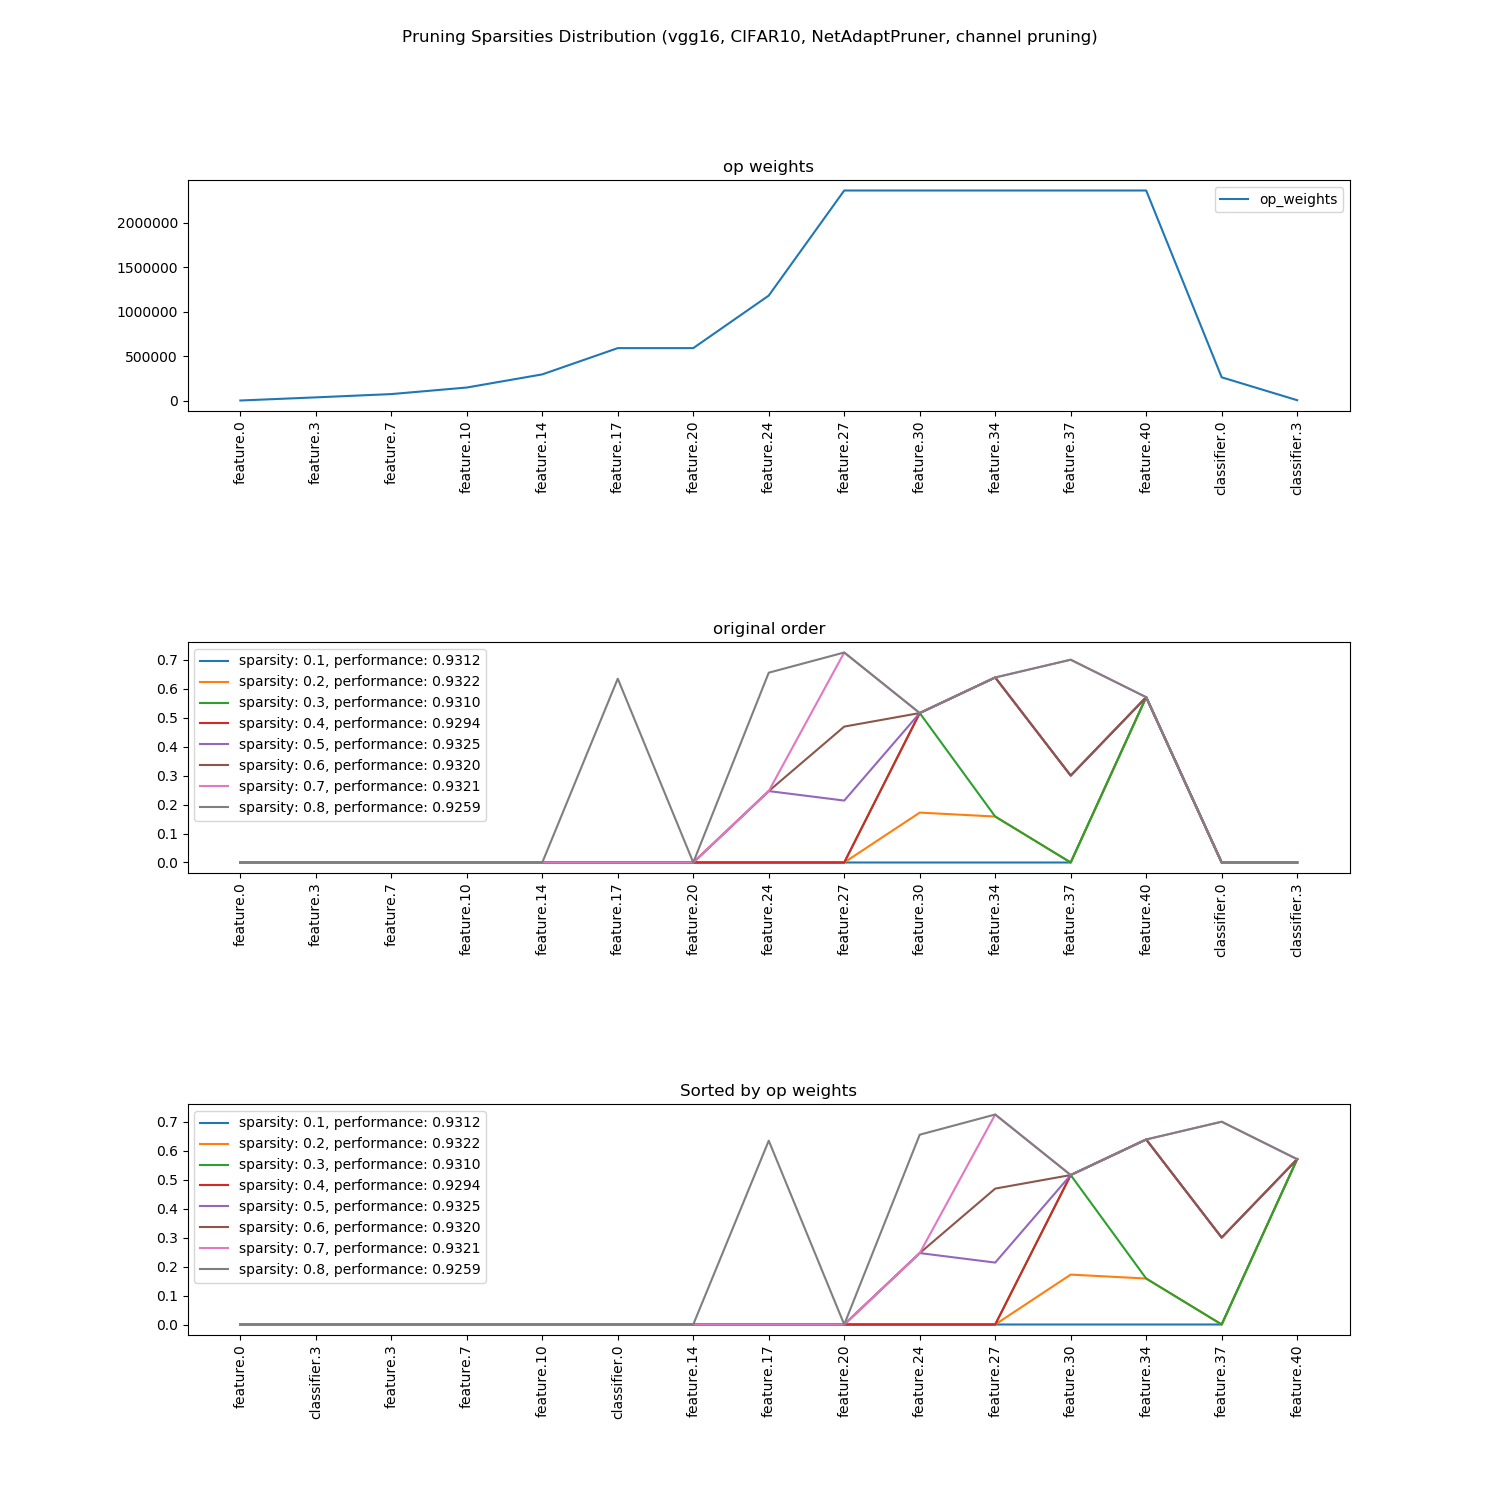 Pruning Sparsities Distribution (vgg16, CIFAR10, NetAdaptPruner, channel pruning)
op weights
op_weights
2000000
1500000
1000000
500000
0
feature.0
feature.3
feature.7
feature.10
feature.14
feature.17
feature.20
feature.24
feature.27
feature.30
feature.34
feature.37
feature.40
classifier.0
classifier.3
original order
sparsity: 0.1, performance: 0.9312
sparsity: 0.2, performance: 0.9322
sparsity: 0.3, performance: 0.9310
sparsity: 0.4, performance: 0.9294
sparsity: 0.5, performance: 0.9325
sparsity: 0.6, performance: 0.9320
sparsity: 0.7, performance: 0.9321
sparsity: 0.8, performance: 0.9259
0.7
0.6
0.5
0.4
0.3
0.2
0.1
0.0
feature.0
feature.3
feature.7
feature.10
feature.14
feature.17
feature.20
feature.24
feature.27
feature.30
feature.34
feature.37
feature.40
classifier.0
classifier.3
Sorted by op weights
sparsity: 0.1, performance: 0.9312
sparsity: 0.2, performance: 0.9322
sparsity: 0.3, performance: 0.9310
sparsity: 0.4, performance: 0.9294
sparsity: 0.5, performance: 0.9325
sparsity: 0.6, performance: 0.9320
sparsity: 0.7, performance: 0.9321
sparsity: 0.8, performance: 0.9259
0.7
0.6
0.5
0.4
0.3
0.2
0.1
0.0
feature.0
classifier.3
feature.3
feature.7
feature.10
classifier.0
feature.14
feature.17
feature.20
feature.24
feature.27
feature.30
feature.34
feature.37
feature.40